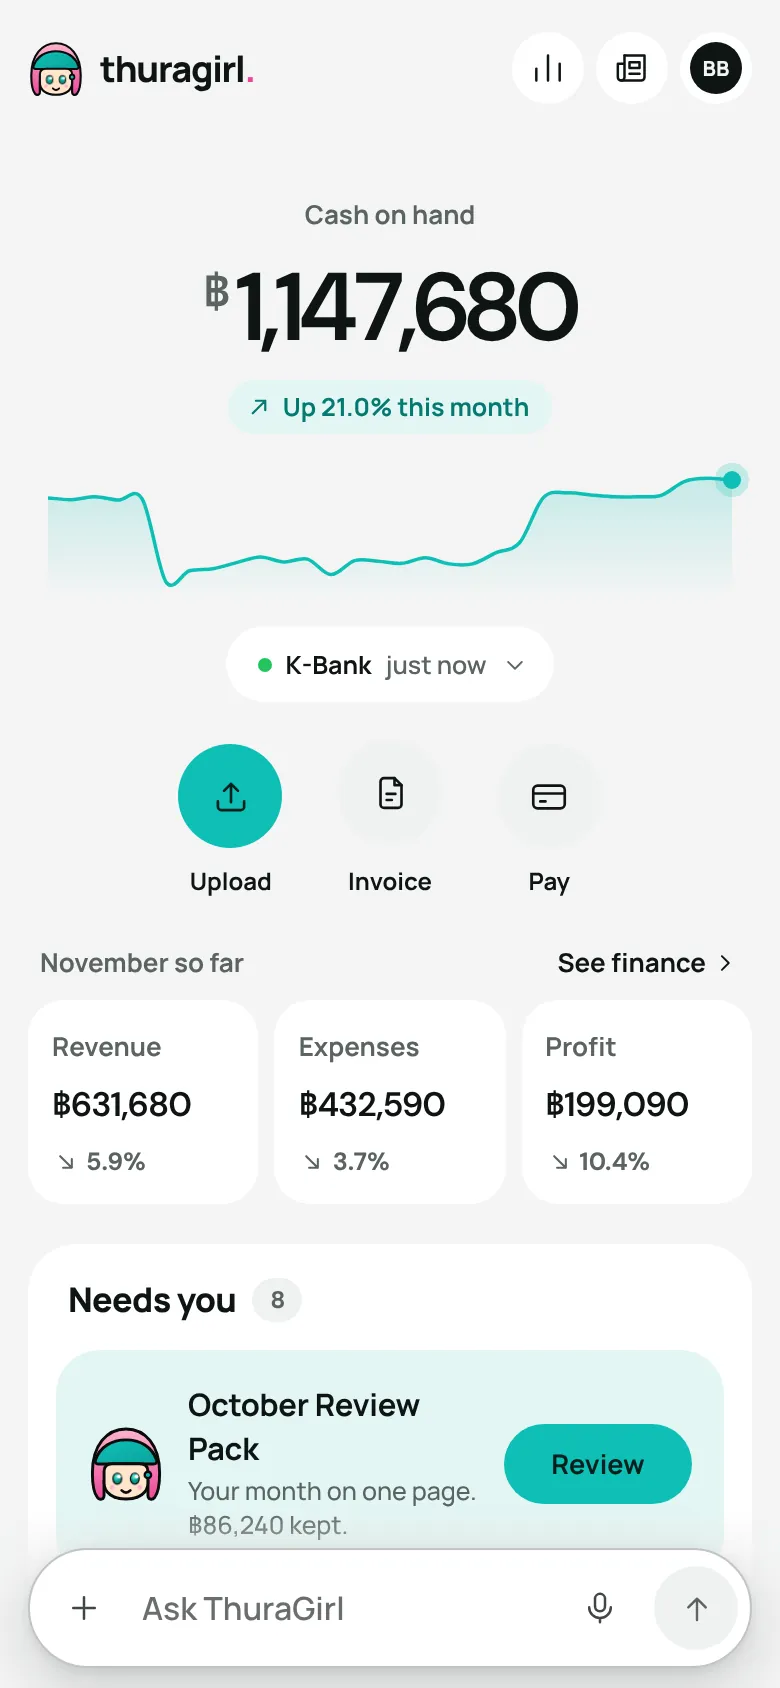 thuragirl.
BB
Cash on hand
฿1,147,680
Up 21.0% this month
K-Bank just now
Upload
Invoice
Pay
November so far
See finance
Revenue
฿631,680
5.9%
Expenses
฿432,590
3.7%
Profit
฿199,090
10.4%
Needs you 8
October Review
Pack
Your month on one page.
฿86,240 kept.
Review
Ask ThuraGirl